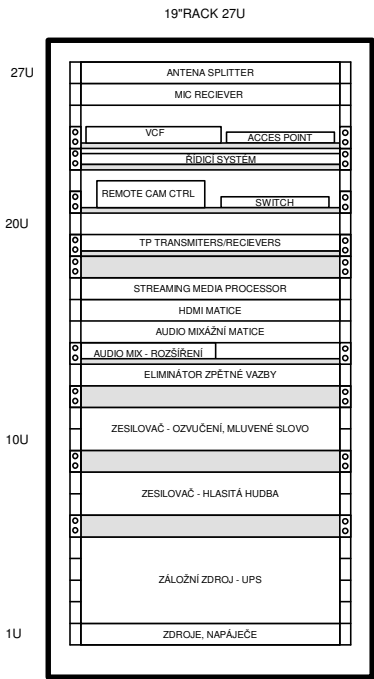 19"RACK 27U
27U
ANTENA SPLITTER
MIC RECIEVER
VCF
ACCES POINT
ŘÍDICÍ SYSTÉM
REMOTE CAM CTRL
SWITCH
20U
TP TRANSMITERS/RECIEVERS
STREAMING MEDIA PROCESSOR
HDMI MATICE
AUDIO MIXÁŽNÍ MATICE
AUDIO MIX - ROZŠÍŘENÍ
ELIMINÁTOR ZPĚTNÉ VAZBY
10U
ZESILOVAČ - OZVUČENÍ, MLUVENÉ SLOVO
ZESILOVAČ - HLASITÁ HUDBA
ZÁLOŽNÍ ZDROJ - UPS
1U
ZDROJE, NAPÁJEČE